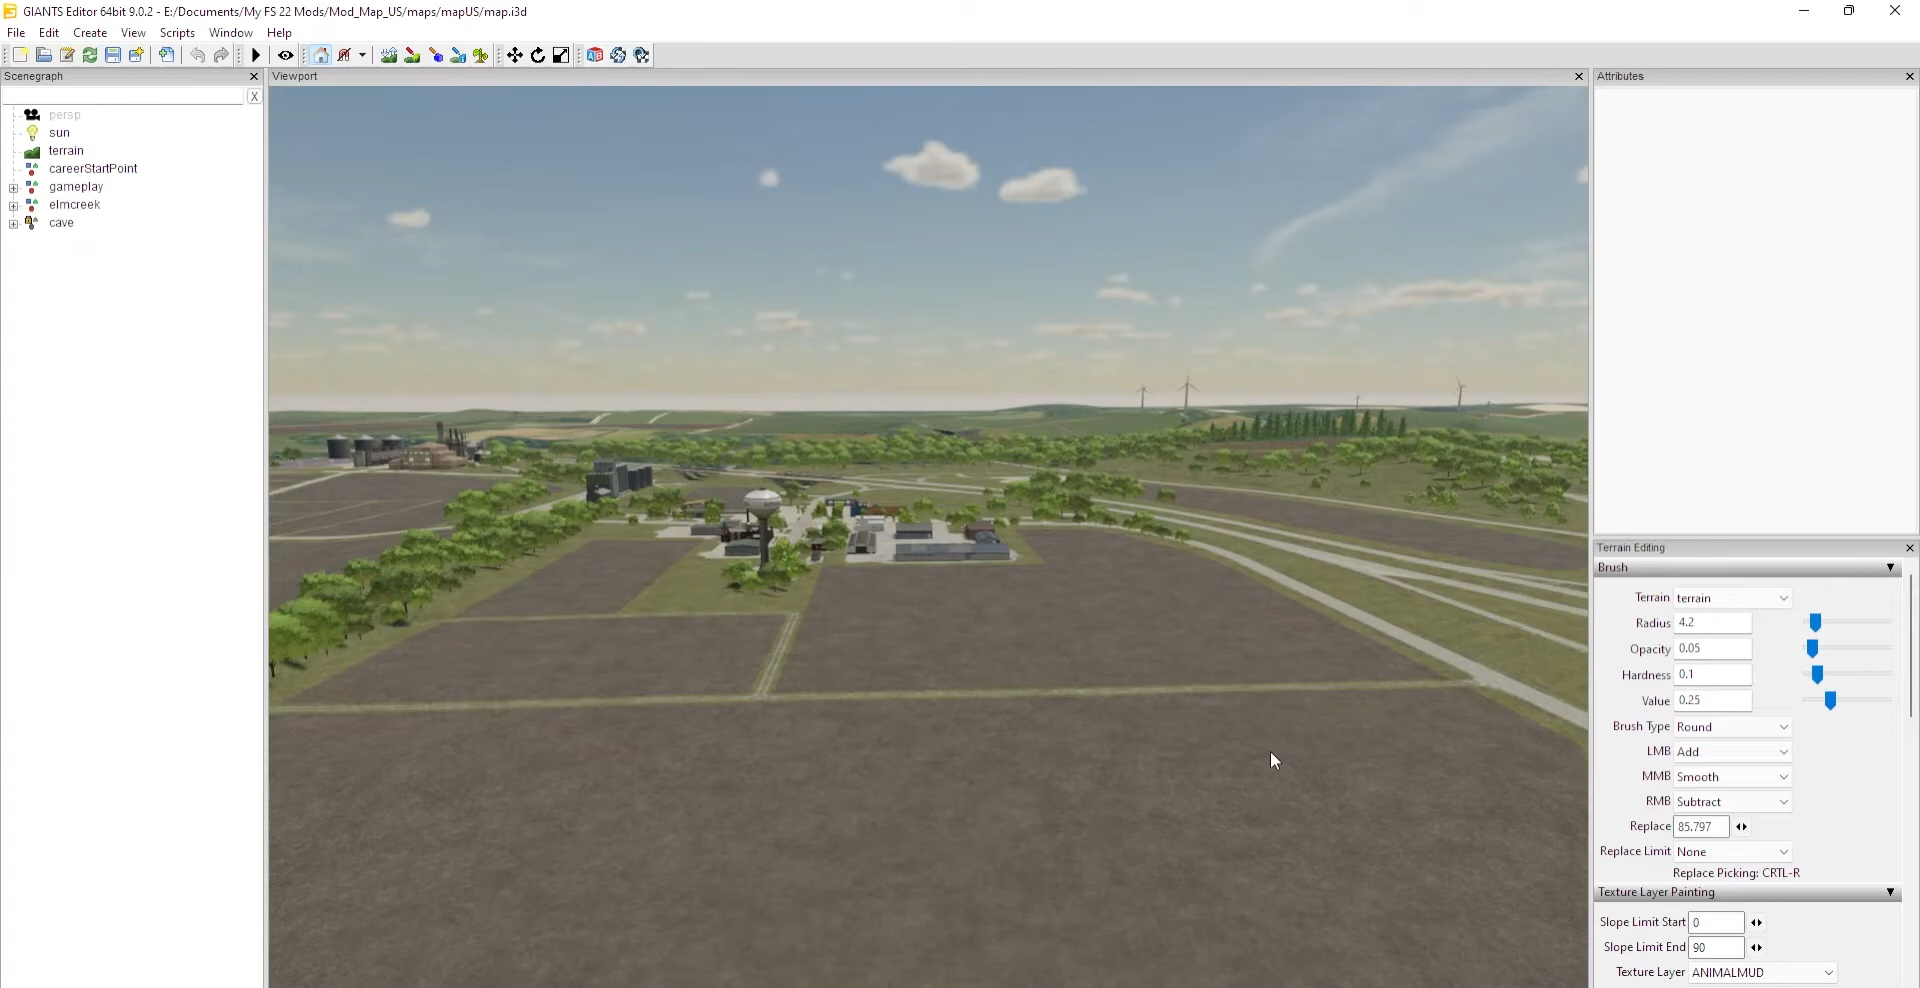 GIANTS Editor 64bit 9.0.2 - E:/Documents/My FS 22 Mods/Mod_Map_US/maps/mapUS/map.i3d
File Edit Create View Scripts Window Help
Scenegraph
X
persp
sun
terrain
careerStartPoint
gameplay
elmcreek
cave
Viewport
Attributes
Terrain Editing
Brush
Terrain terrain
Radius 4.2
Opacity 0.05
Hardness 0.1
Value 0.25
Brush Type Round
LMB Add
MMB Smooth
RMB Subtract
Replace 85.797
Replace Limit None
Replace Picking: CRTL-R
Texture Layer Painting
Slope Limit Start 0
Slope Limit End 90
Texture Layer ANIMALMUD